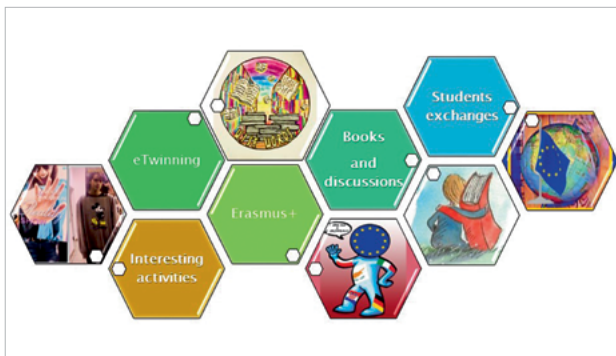 Students
exchanges
Books
and
discussions
eTwinning
Erasmus+
Interesting
activities